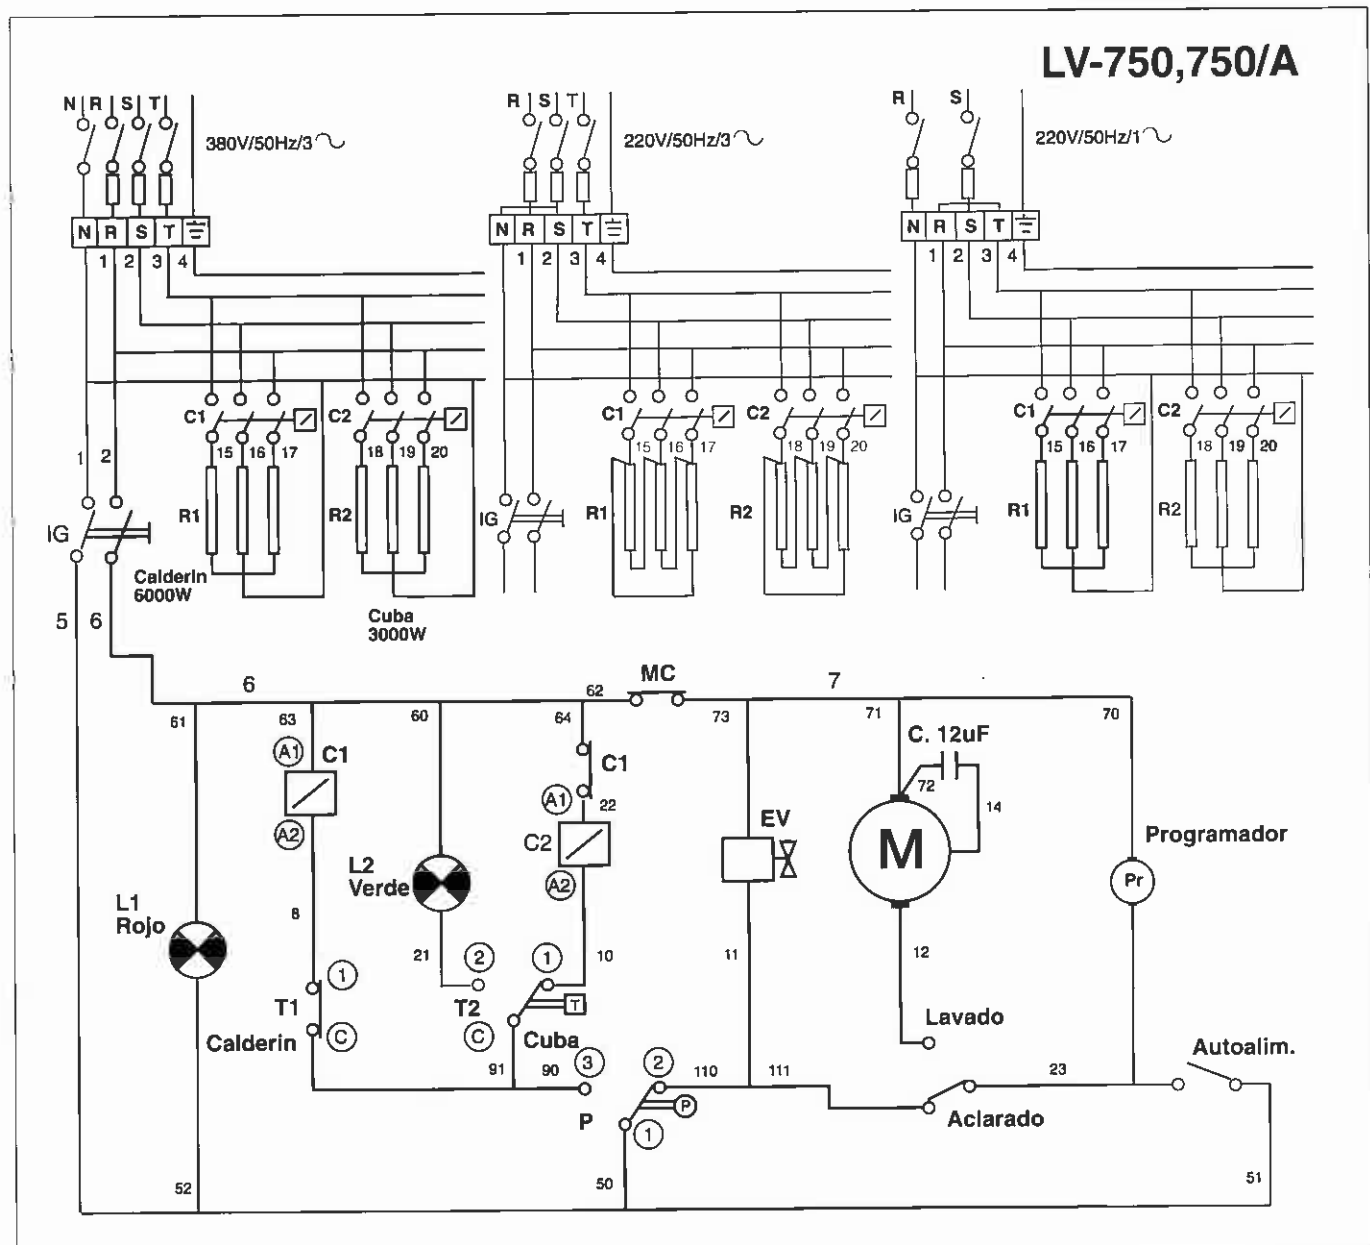 LV-750,750/A
N R S T
380V/50Hz/3
R S T
220V/50Hz/3
R S
220V/50Hz/1
N R S T
1 2 3 4
N R S T
1 2 3 4
N R S T
1 2 3 4
C1 C2
15 16 17 18 19 20
C1 C2
15 16 17 18 19 20
C1 C2
15 16 17 18 19 20
1 2
IG R1 R2
IG R1 R2
IG R1 R2
Calderin
6000W
Cuba
3000W
5 6
6 62 MC 7
61 63 60 64 73 71 70
A1 C1
A2
C1
A1 22
C2
A2
C. 12uF
72 14
M
EV
Programador
Pr
L2
Verde
L1
Rojo
8 21 2 1 10 11 12
1
T1
C
Calderin
T2
C
T
Cuba
Lavado
Autoalim.
91 90 3 2 110 111 23
P
P
1
Aclarado
52 50 51